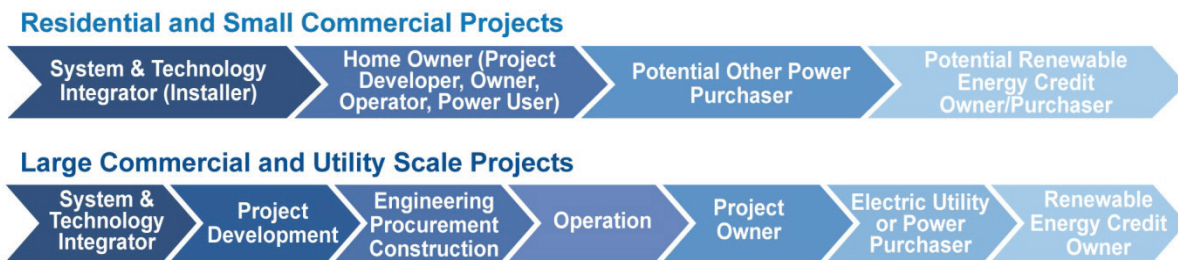 Residential and Small Commercial Projects
System & Technology
Integrator (Installer)
Home Owner (Project
Developer, Owner,
Operator, Power User)
Potential Other Power
Purchaser
Potential Renewable
Energy Credit
Owner/Purchaser
Large Commercial and Utility Scale Projects
System &
Technology
Integrator
Project
Development
Engineering
Procurement
Construction
Operation
Project
Owner
Electric Utility
or Power
Purchaser
Renewable
Energy Credit
Owner